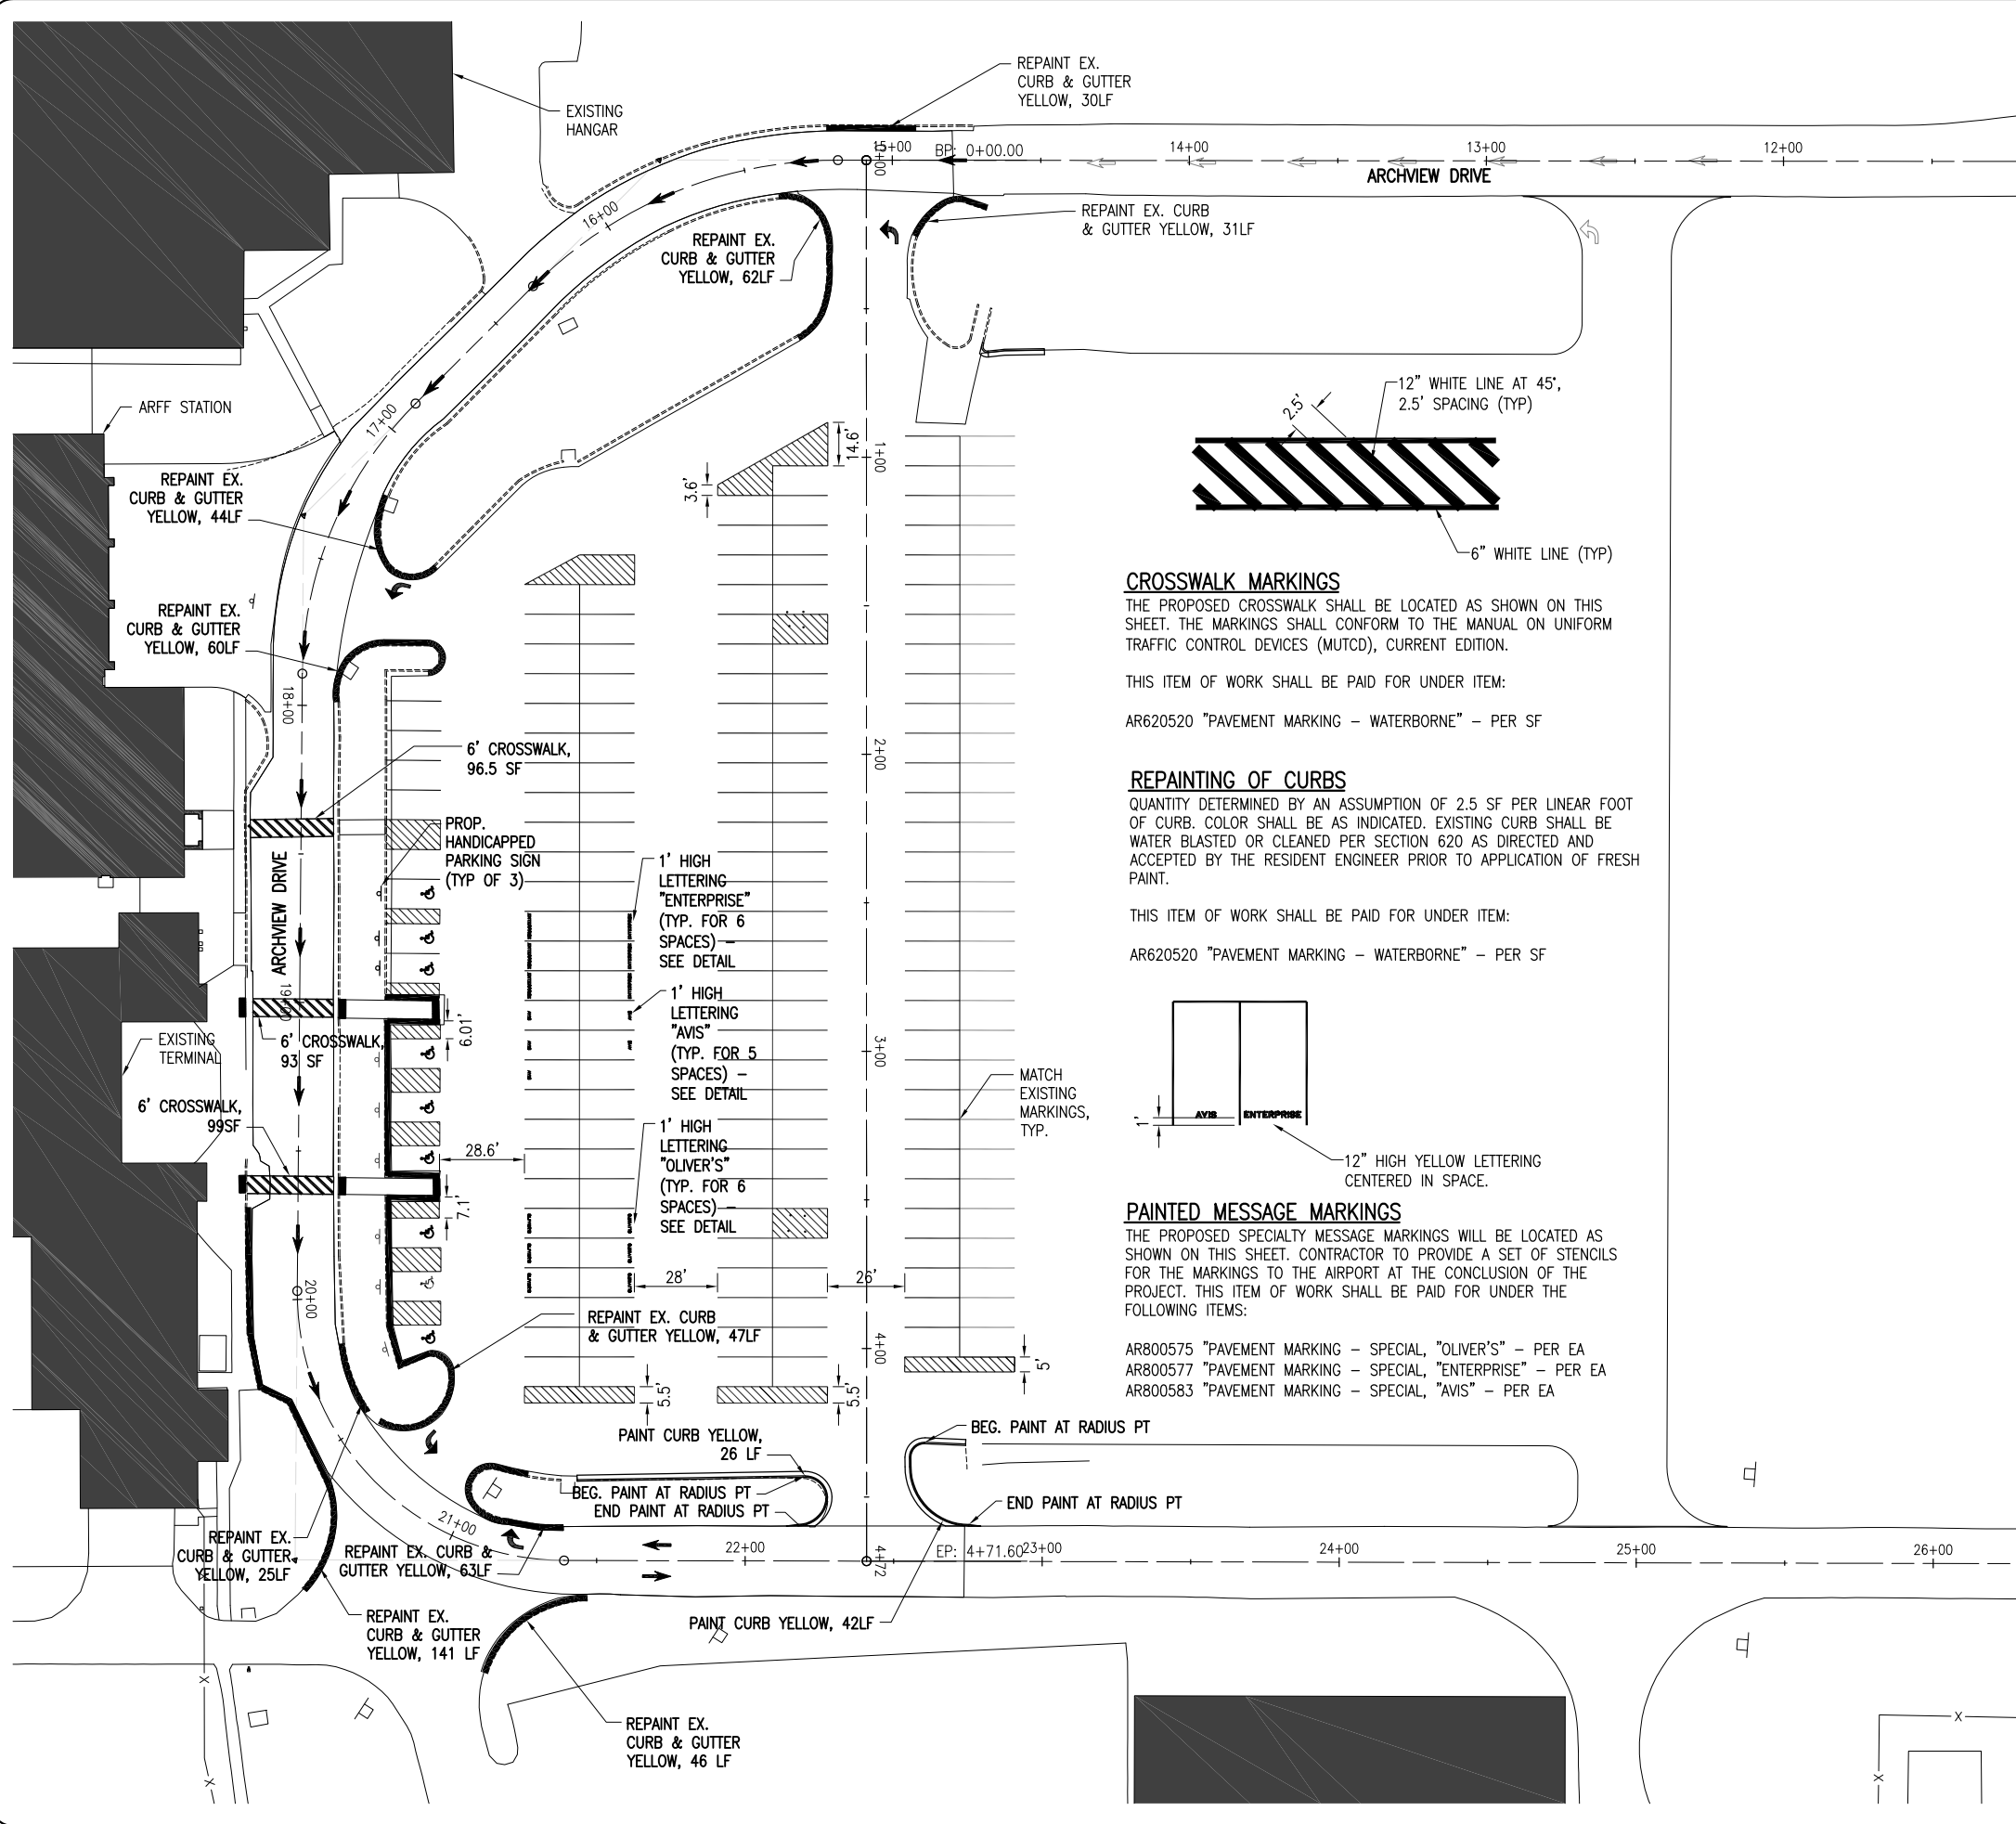 REPAINT EX.
CURB & GUTTER
YELLOW, 30LF
EXISTING
HANGAR
15+00
0+00
BP: 0+00.00
14+00
13+00
12+00
ARCHVIEW DRIVE
16+00
REPAINT EX. CURB
& GUTTER YELLOW, 31LF
REPAINT EX.
CURB & GUTTER
YELLOW, 62LF
12" WHITE LINE AT 45°,
2.5' SPACING (TYP)
2.5'
ARFF STATION
17+00
14.6'
1+00
3.6'
REPAINT EX.
CURB & GUTTER
YELLOW, 44LF
6" WHITE LINE (TYP)
CROSSWALK MARKINGS
THE PROPOSED CROSSWALK SHALL BE LOCATED AS SHOWN ON THIS
SHEET. THE MARKINGS SHALL CONFORM TO THE MANUAL ON UNIFORM
TRAFFIC CONTROL DEVICES (MUTCD), CURRENT EDITION.
THIS ITEM OF WORK SHALL BE PAID FOR UNDER ITEM:
AR620520 "PAVEMENT MARKING – WATERBORNE" – PER SF
REPAINT EX.
CURB & GUTTER
YELLOW, 60LF
18+00
2+00
6' CROSSWALK,
96.5 SF
REPAINTING OF CURBS
QUANTITY DETERMINED BY AN ASSUMPTION OF 2.5 SF PER LINEAR FOOT
OF CURB. COLOR SHALL BE AS INDICATED. EXISTING CURB SHALL BE
WATER BLASTED OR CLEANED PER SECTION 620 AS DIRECTED AND
ACCEPTED BY THE RESIDENT ENGINEER PRIOR TO APPLICATION OF FRESH
PAINT.
THIS ITEM OF WORK SHALL BE PAID FOR UNDER ITEM:
AR620520 "PAVEMENT MARKING – WATERBORNE" – PER SF
PROP.
HANDICAPPED
PARKING SIGN
(TYP OF 3)
ARCHVIEW DRIVE
1' HIGH
LETTERING
"ENTERPRISE"
(TYP. FOR 6
SPACES) –
SEE DETAIL
19+00
1' HIGH
LETTERING
"AVIS"
(TYP. FOR 5
SPACES) –
SEE DETAIL
6.01'
3+00
EXISTING
TERMINAL
6' CROSSWALK,
93 SF
6' CROSSWALK,
99SF
MATCH
EXISTING
MARKINGS,
TYP.
AVIS
ENTERPRISE
1'
12" HIGH YELLOW LETTERING
CENTERED IN SPACE.
1' HIGH
LETTERING
"OLIVER'S"
(TYP. FOR 6
SPACES) –
SEE DETAIL
28.6'
7.1'
28'
26'
PAINTED MESSAGE MARKINGS
THE PROPOSED SPECIALTY MESSAGE MARKINGS WILL BE LOCATED AS
SHOWN ON THIS SHEET. CONTRACTOR TO PROVIDE A SET OF STENCILS
FOR THE MARKINGS TO THE AIRPORT AT THE CONCLUSION OF THE
PROJECT. THIS ITEM OF WORK SHALL BE PAID FOR UNDER THE
FOLLOWING ITEMS:
AR800575 "PAVEMENT MARKING – SPECIAL, "OLIVER'S" – PER EA
AR800577 "PAVEMENT MARKING – SPECIAL, "ENTERPRISE" – PER EA
AR800583 "PAVEMENT MARKING – SPECIAL, "AVIS" – PER EA
20+00
REPAINT EX. CURB
& GUTTER YELLOW, 47LF
4+00
5'
5.5'
5.5'
PAINT CURB YELLOW,
26 LF
BEG. PAINT AT RADIUS PT
BEG. PAINT AT RADIUS PT
END PAINT AT RADIUS PT
END PAINT AT RADIUS PT
21+00
REPAINT EX.
CURB & GUTTER
YELLOW, 25LF
REPAINT EX. CURB &
GUTTER YELLOW, 63LF
22+00
4+72
EP: 4+71.60
23+00
24+00
25+00
26+00
REPAINT EX.
CURB & GUTTER
YELLOW, 141 LF
PAINT CURB YELLOW, 42LF
REPAINT EX.
CURB & GUTTER
YELLOW, 46 LF
X
X
X
X
X